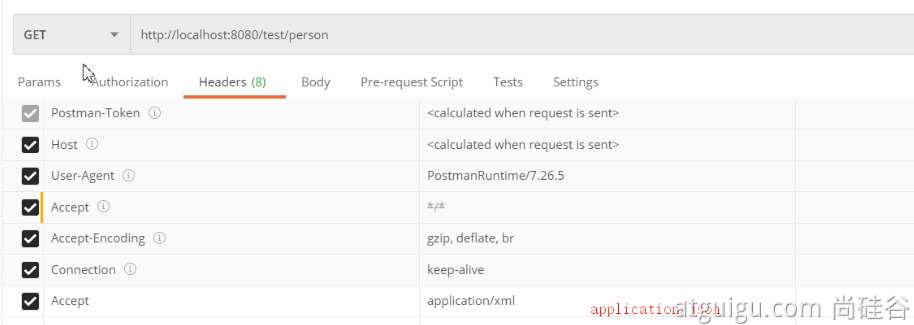 GET http://localhost:8080/test/person
Params Authorization Headers (8) Body Pre-request Script Tests Settings
Postman-Token <calculated when request is sent>
Host <calculated when request is sent>
User-Agent PostmanRuntime/7.26.5
Accept */*
Accept-Encoding gzip, deflate, br
Connection keep-alive
Accept application/xml
application/json
atguigu.com 尚硅谷